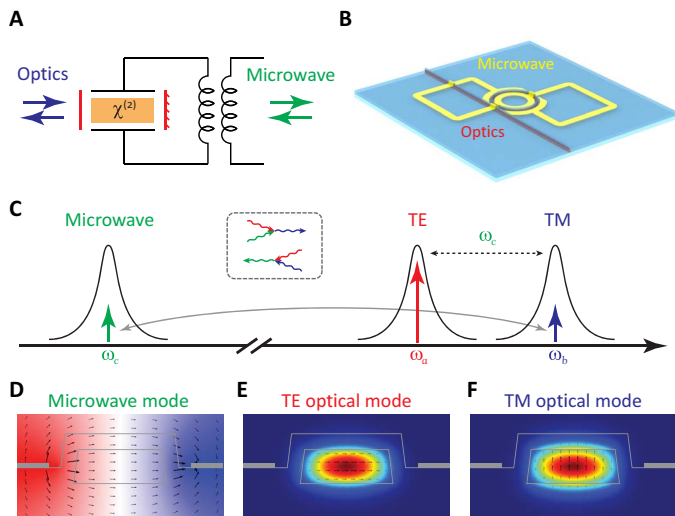 A
Optics
Microwave
χ(2)
B
Microwave
Optics
C
Microwave
TE
TM
ωc
ωc
ωa
ωb
D
Microwave mode
E
TE optical mode
F
TM optical mode